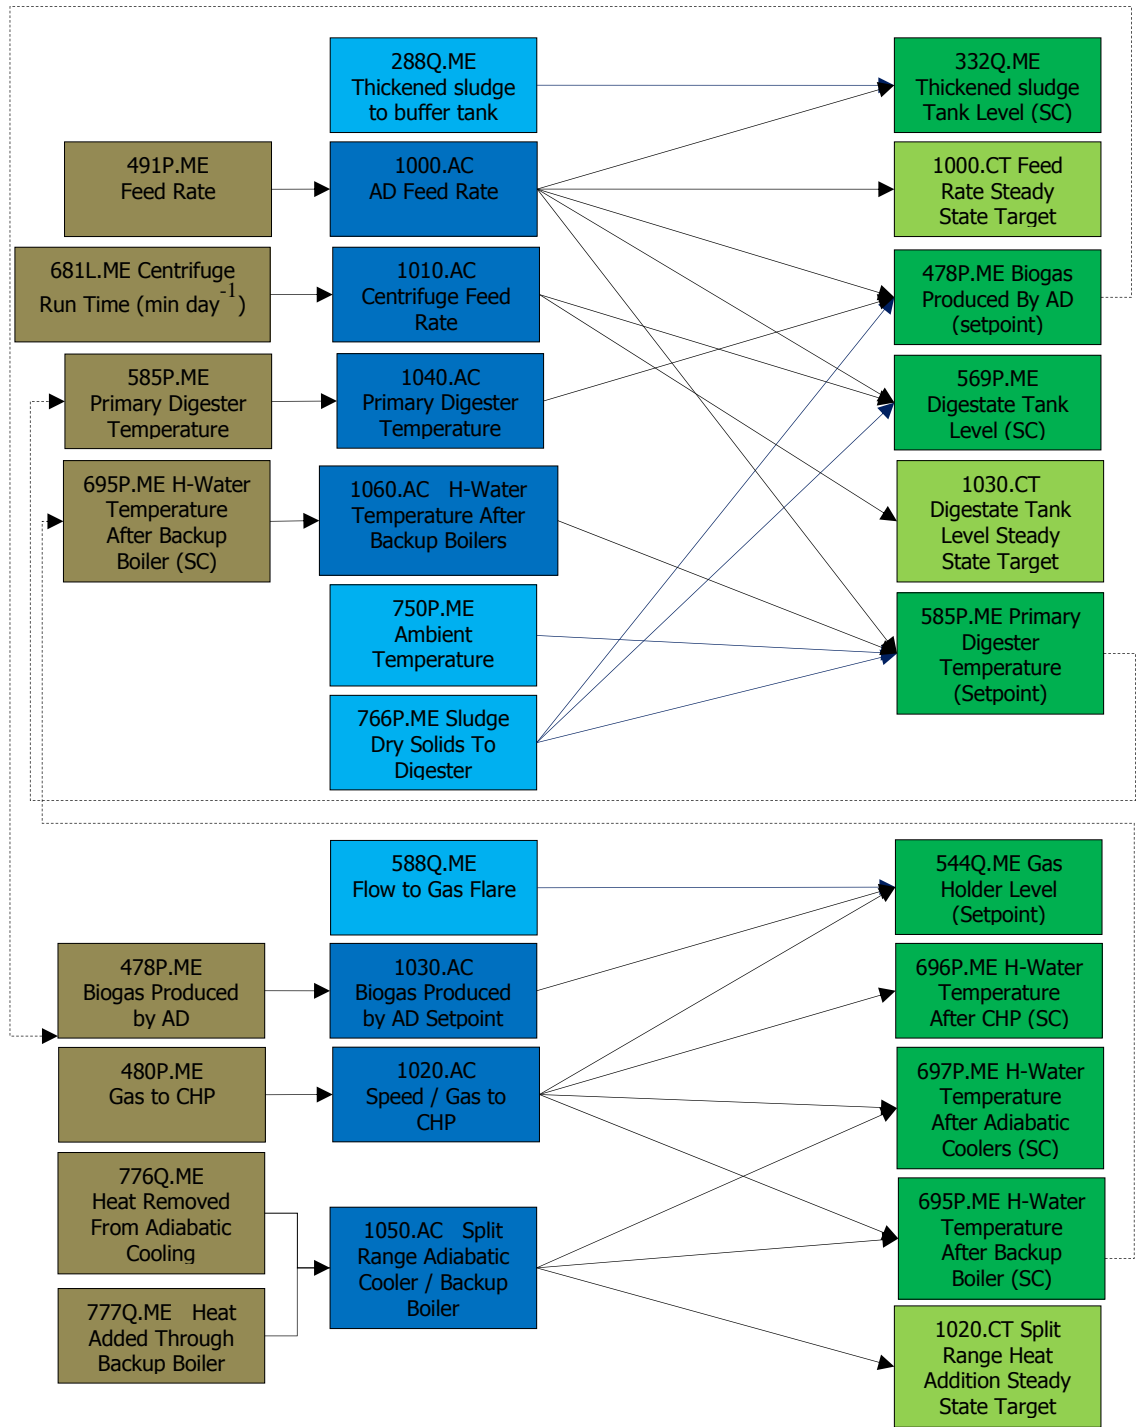 288Q.ME
Thickened sludge
to buffer tank
332Q.ME
Thickened sludge
Tank Level (SC)
491P.ME
Feed Rate
1000.AC
AD Feed Rate
1000.CT Feed
Rate Steady
State Target
681L.ME Centrifuge
Run Time (min day-1)
1010.AC
Centrifuge Feed
Rate
478P.ME Biogas
Produced By AD
(setpoint)
585P.ME
Primary Digester
Temperature
1040.AC
Primary Digester
Temperature
569P.ME
Digestate Tank
Level (SC)
695P.ME H-Water
Temperature
After Backup
Boiler (SC)
1060.AC H-Water
Temperature After
Backup Boilers
1030.CT
Digestate Tank
Level Steady
State Target
750P.ME
Ambient
Temperature
585P.ME Primary
Digester
Temperature
(Setpoint)
766P.ME Sludge
Dry Solids To
Digester
588Q.ME
Flow to Gas Flare
544Q.ME Gas
Holder Level
(Setpoint)
478P.ME
Biogas Produced
by AD
1030.AC
Biogas Produced
by AD Setpoint
696P.ME H-Water
Temperature
After CHP (SC)
480P.ME
Gas to CHP
1020.AC
Speed / Gas to
CHP
697P.ME H-Water
Temperature
After Adiabatic
Coolers (SC)
776Q.ME
Heat Removed
From Adiabatic
Cooling
1050.AC Split
Range Adiabatic
Cooler / Backup
Boiler
695P.ME H-Water
Temperature
After Backup
Boiler (SC)
777Q.ME Heat
Added Through
Backup Boiler
1020.CT Split
Range Heat
Addition Steady
State Target